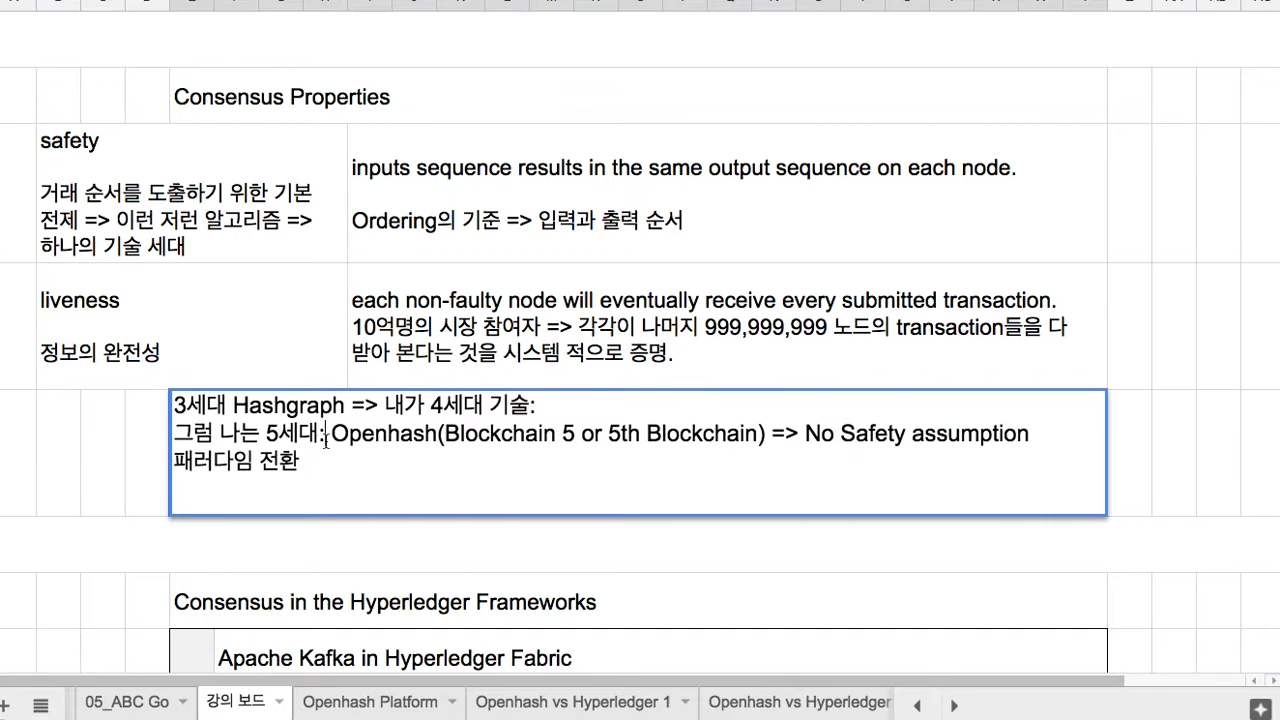 Consensus Properties
safety
거래 순서를 도출하기 위한 기본
전제 => 이런 저런 알고리즘 =>
하나의 기술 세대
inputs sequence results in the same output sequence on each node.
Ordering의 기준 => 입력과 출력 순서
liveness
정보의 완전성
each non-faulty node will eventually receive every submitted transaction.
10억명의 시장 참여자 => 각각이 나머지 999,999,999 노드의 transaction들을 다
받아 본다는 것을 시스템 적으로 증명.
3세대 Hashgraph => 내가 4세대 기술:
그럼 나는 5세대: Openhash(Blockchain 5 or 5th Blockchain) => No Safety assumption
패러다임 전환
Consensus in the Hyperledger Frameworks
Apache Kafka in Hyperledger Fabric
05_ABC Go
강의 보드
Openhash Platform
Openhash vs Hyperledger 1
Openhash vs Hyperledger